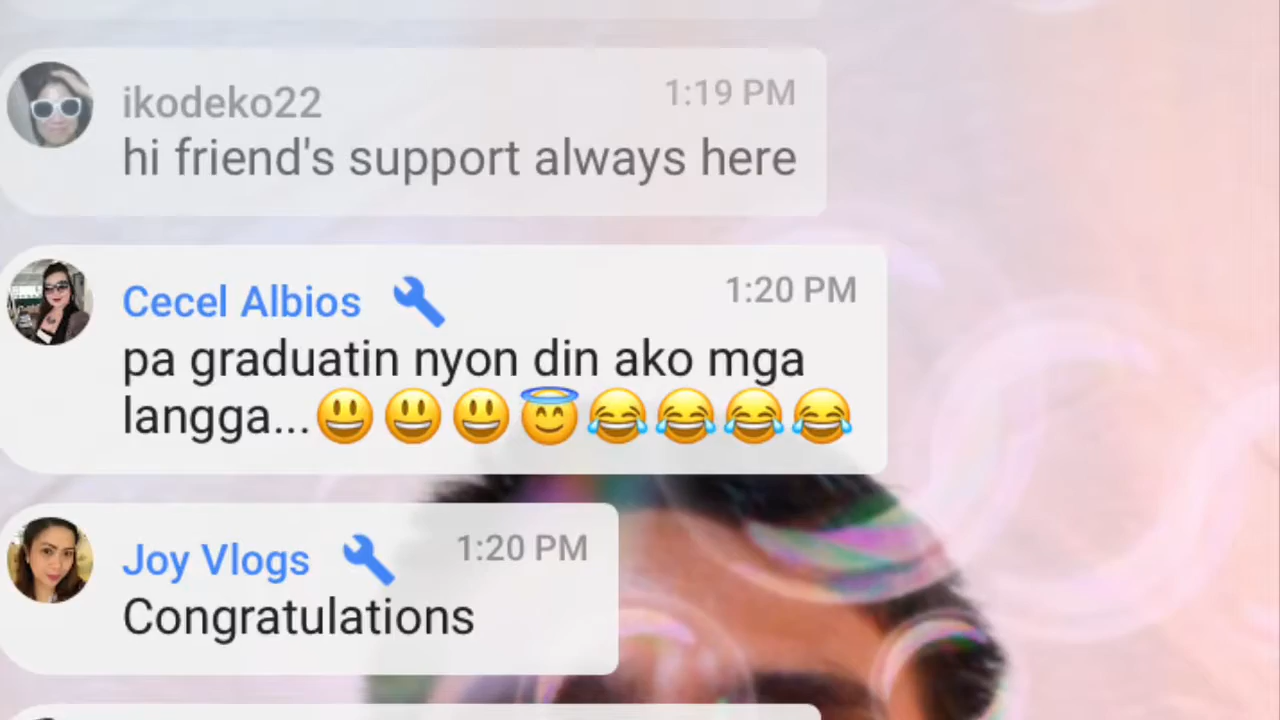 ikodeko22 1:19 PM
hi friend's support always here
Cecel Albios 1:20 PM
pa graduatin nyon din ako mga
langga...😃😃😃😇😂😂😂😂
Joy Vlogs 1:20 PM
Congratulations